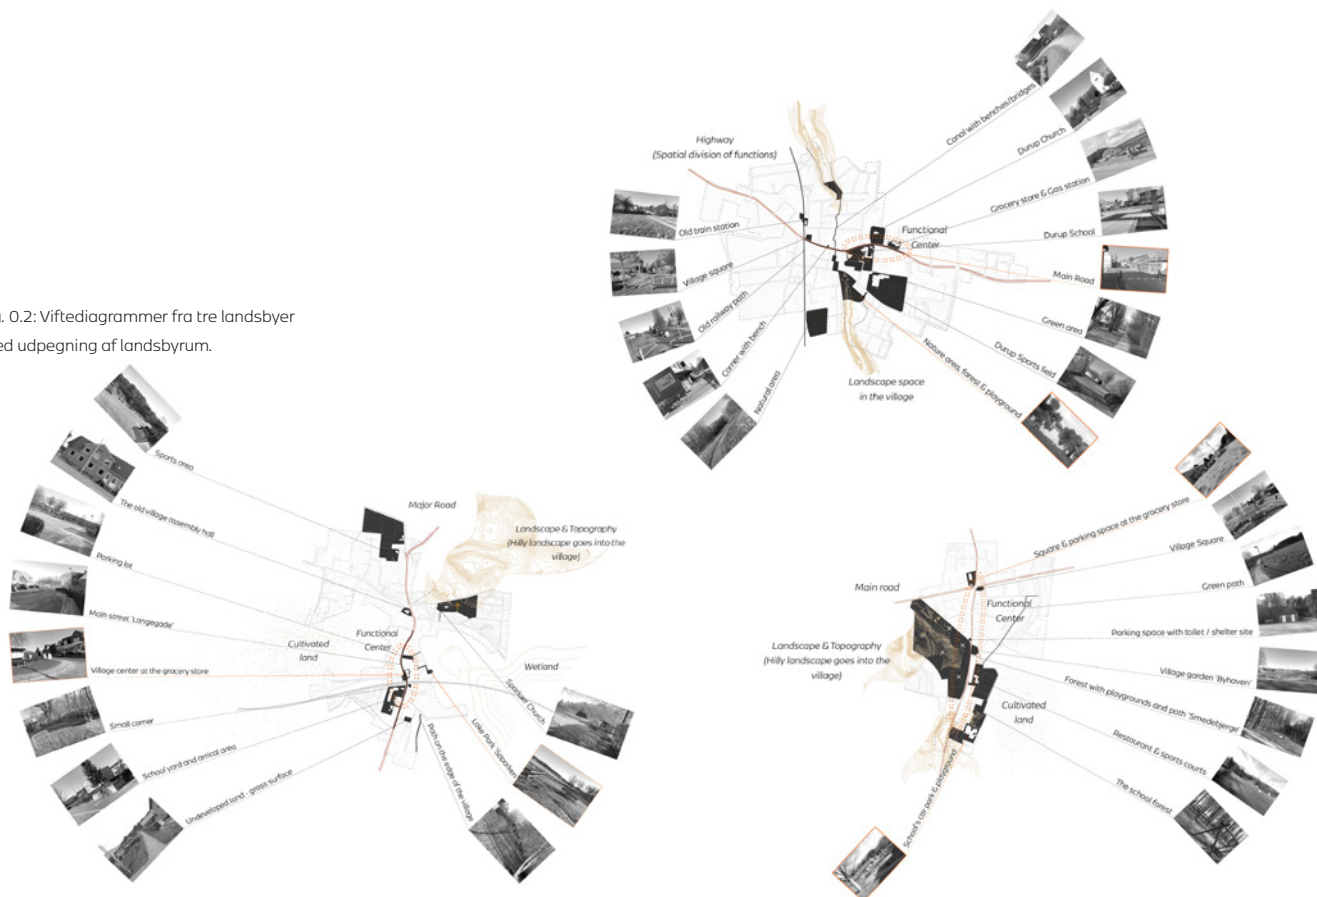 . 0.2: Viftediagrammer fra tre landsbyer
ed udpegning af landsbyrum.
Highway
(Spatial division of functions)
Canal with benches/bridges
Durup Church
Grocery store & Gas station
Durup School
Main Road
Green area
Durup Sports field
Nature area, forest & playground
Old train station
Village square
Old railway path
Corner with bench
Natural area
Functional
Center
Landscape space
in the village
Sports area
The old village assembly hall
Parking lot
Main street 'Langegade'
Village center at the grocery store
Small corner
School yard and arrical area
Undeveloped land - grass surface
Path on the edge of the village
Lake Park 'Søparken'
Sparkær Church
Major Road
Landscape & Topography
(Hilly landscape goes into the
village)
Cultivated
land
Functional
Center
Wetland
Square & parking space at the grocery store
Village Square
Green path
Parking space with toilet / shelter site
Village garden 'Byhaven'
Forest with playgrounds and path 'Smedebjerge'
Restaurant & sports courts
The school forest
School's car park & playground
Main road
Functional
Center
Landscape & Topography
(Hilly landscape goes into the
village)
Cultivated
land